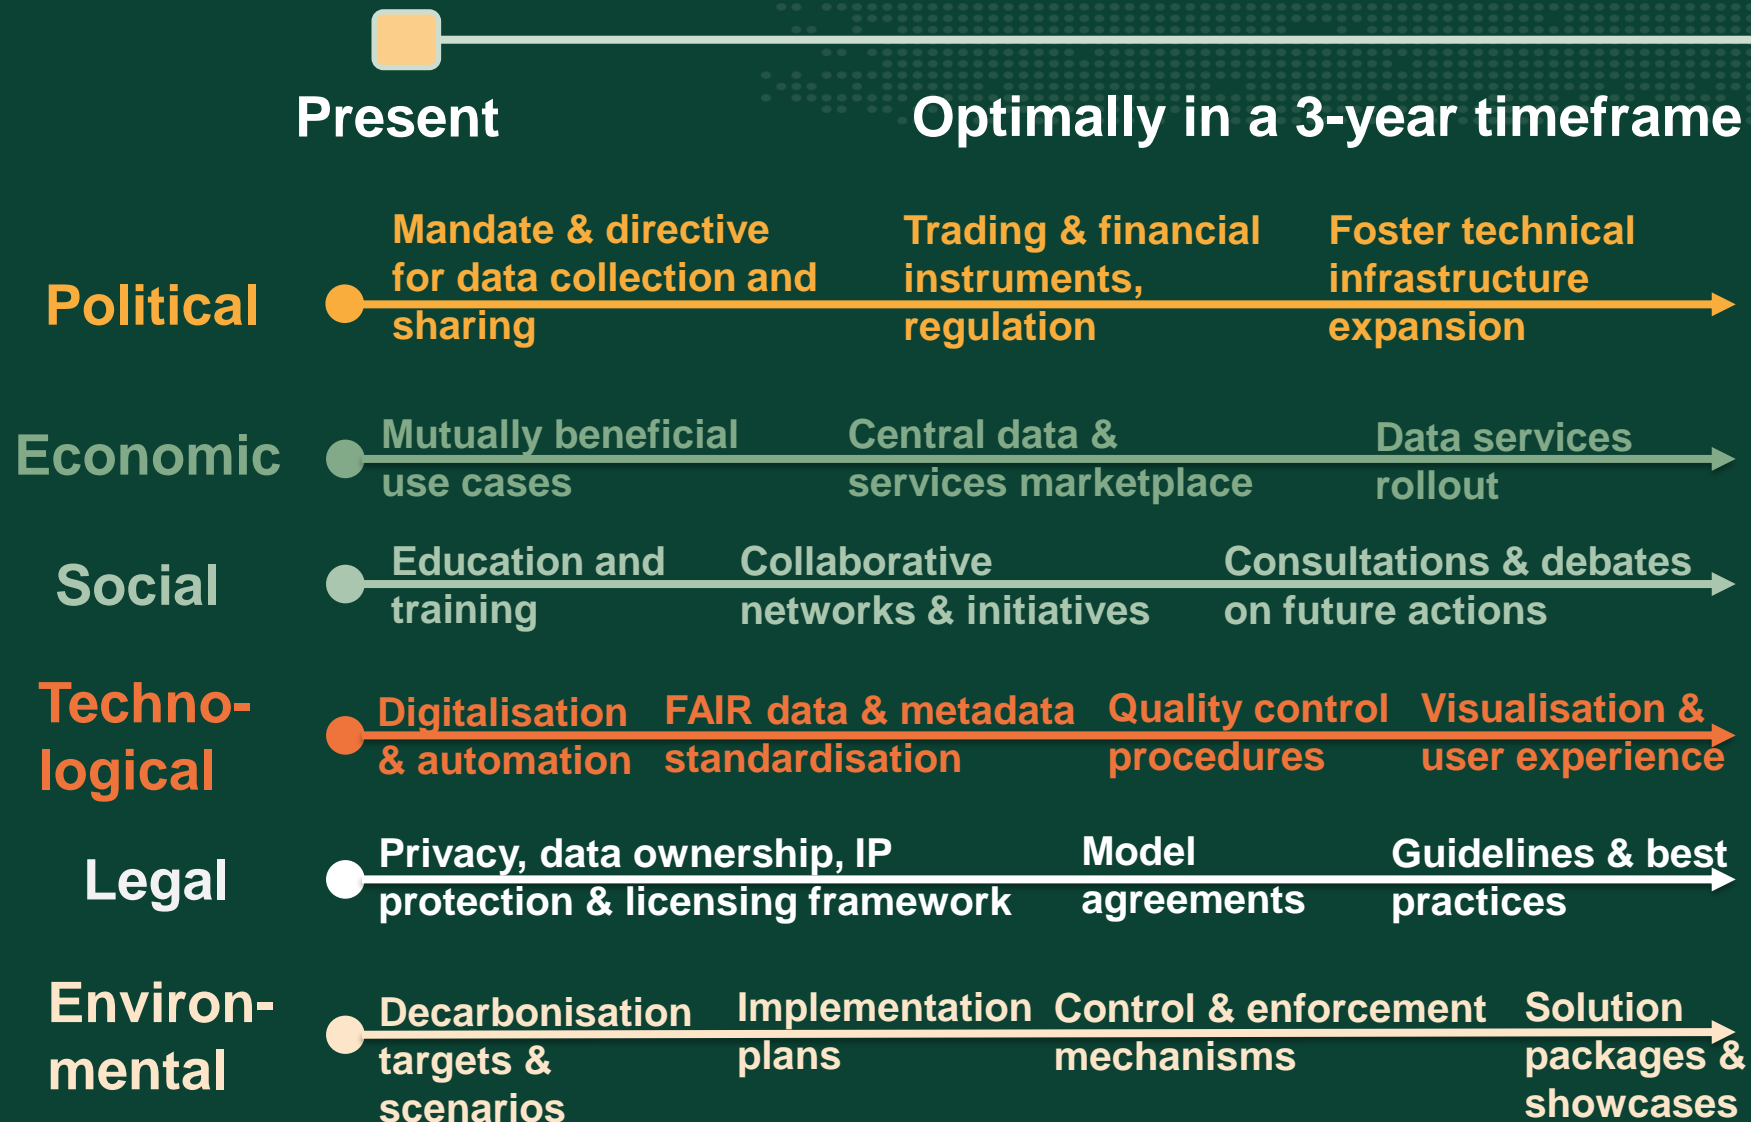 Present
Optimally in a 3-year timeframe
Political
Mandate & directive
for data collection and
sharing
Trading & financial
instruments,
regulation
Foster technical
infrastructure
expansion
Economic
Mutually beneficial
use cases
Central data &
services marketplace
Data services
rollout
Social
Education and
training
Collaborative
networks & initiatives
Consultations & debates
on future actions
Techno-
logical
Digitalisation
& automation
FAIR data & metadata
standardisation
Quality control
procedures
Visualisation &
user experience
Legal
Privacy, data ownership, IP
protection & licensing framework
Model
agreements
Guidelines & best
practices
Environ-
mental
Decarbonisation
targets &
scenarios
Implementation
plans
Control & enforcement
mechanisms
Solution
packages &
showcases